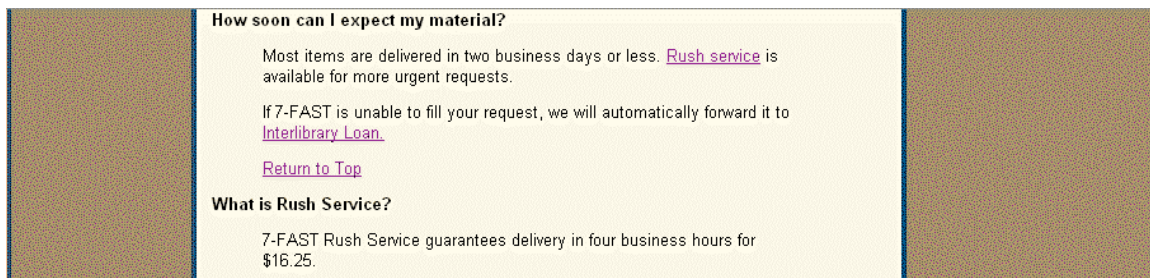 How soon can I expect my material?
Most items are delivered in two business days or less. Rush service is
available for more urgent requests.
If 7-FAST is unable to fill your request, we will automatically forward it to
Interlibrary Loan.
Return to Top
What is Rush Service?
7-FAST Rush Service guarantees delivery in four business hours for
$16.25.